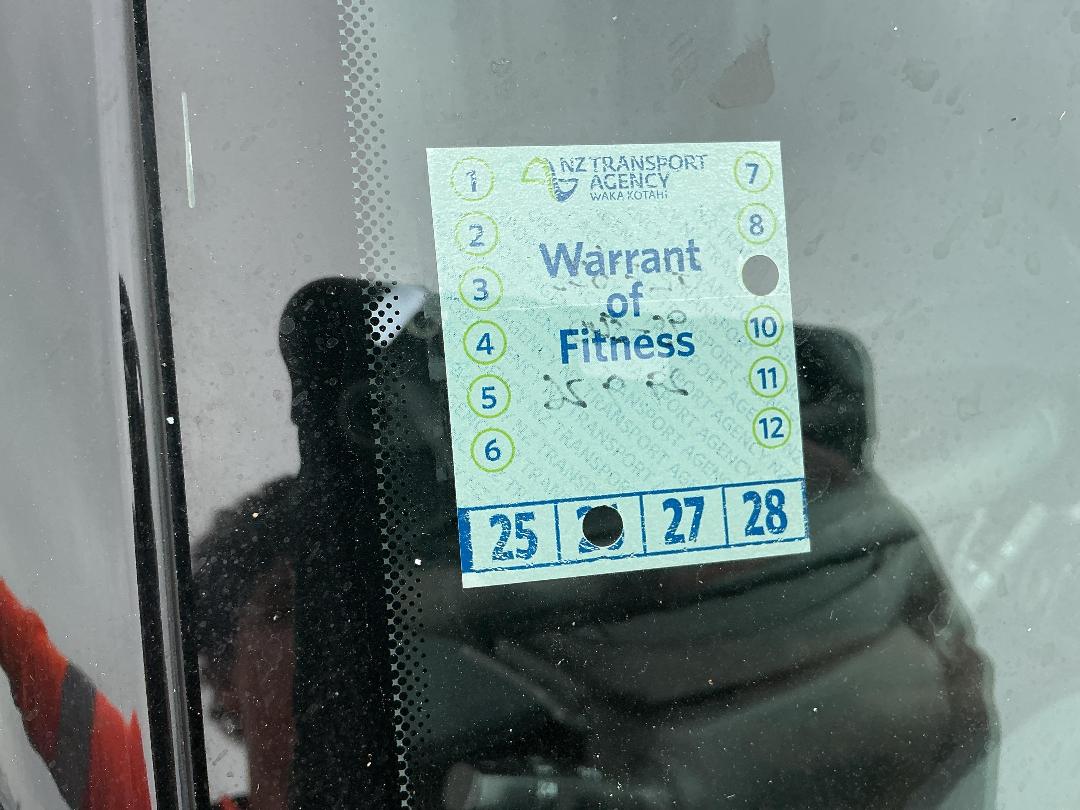 NZ TRANSPORT
AGENCY
WAKA KOTAHI
1 7
2 8
3
4 10
5 11
6 12
Warrant
of
Fitness
25 27 28